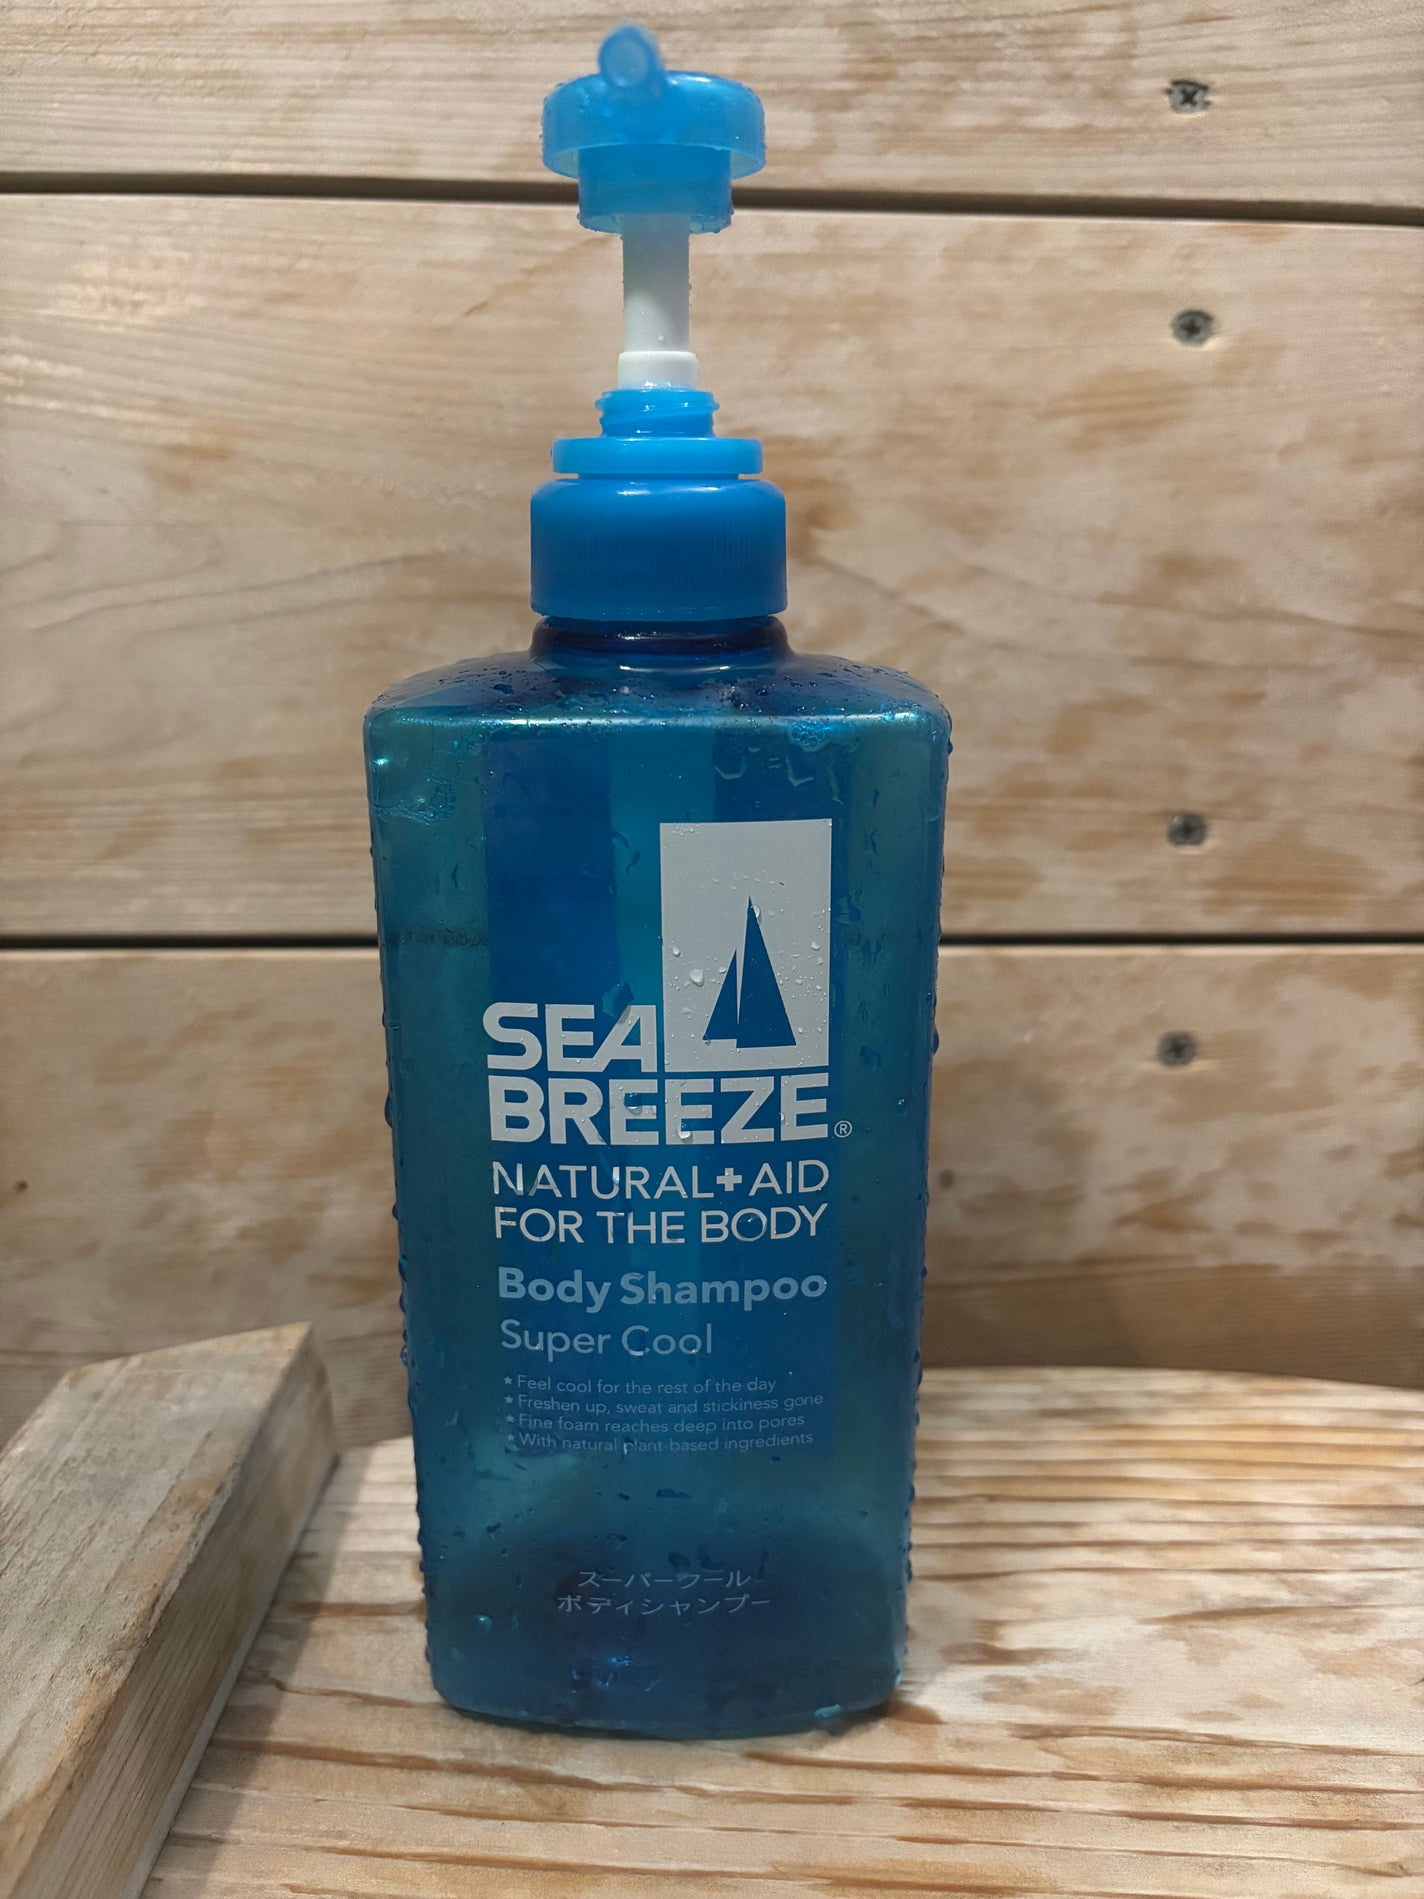 SEA
BREEZE®
NATURAL+AID
FOR THE BODY
Body Shampoo
Super Cool
★Feel cool for the rest of the day
★Freshen up, sweat and stickiness gone
★Fine foam reaches deep into pores
★With natural plant-based ingredients
スーパークール
ボディシャンプー